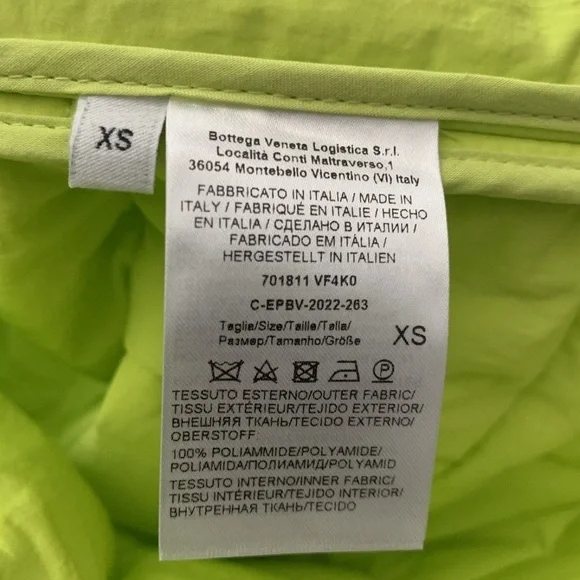 XS
Bottega Veneta Logistica S.r.l.
Località Conti Maltraverso,1
36054 Montebello Vicentino (VI) Italy
FABBRICATO IN ITALIA / MADE IN
ITALY / FABRIQUÉ EN ITALIE / HECHO
EN ITALIA / СДЕЛАНО В ИТАЛИИ /
FABRICADO EM ITÁLIA /
HERGESTELLT IN ITALIEN
701811 VF4K0
C-EPBV-2022-263
Taglia/Size/Taille/Talla/
Размер/Tamanho/Größe
XS
P
TESSUTO ESTERNO/OUTER FABRIC/
TISSU EXTÉRIEUR/TEJIDO EXTERIOR/
ВНЕШНЯЯ ТКАНЬ/TECIDO EXTERNO/
OBERSTOFF
100% POLIAMMIDE/POLYAMIDE/
POLIAMIDA/ПОЛИАМИД/POLYAMID
TESSUTO INTERNO/INNER FABRIC/
TISSU INTÉRIEUR/TEJIDO INTERIOR/
ВНУТРЕННЯЯ ТКАНЬ/TECIDO